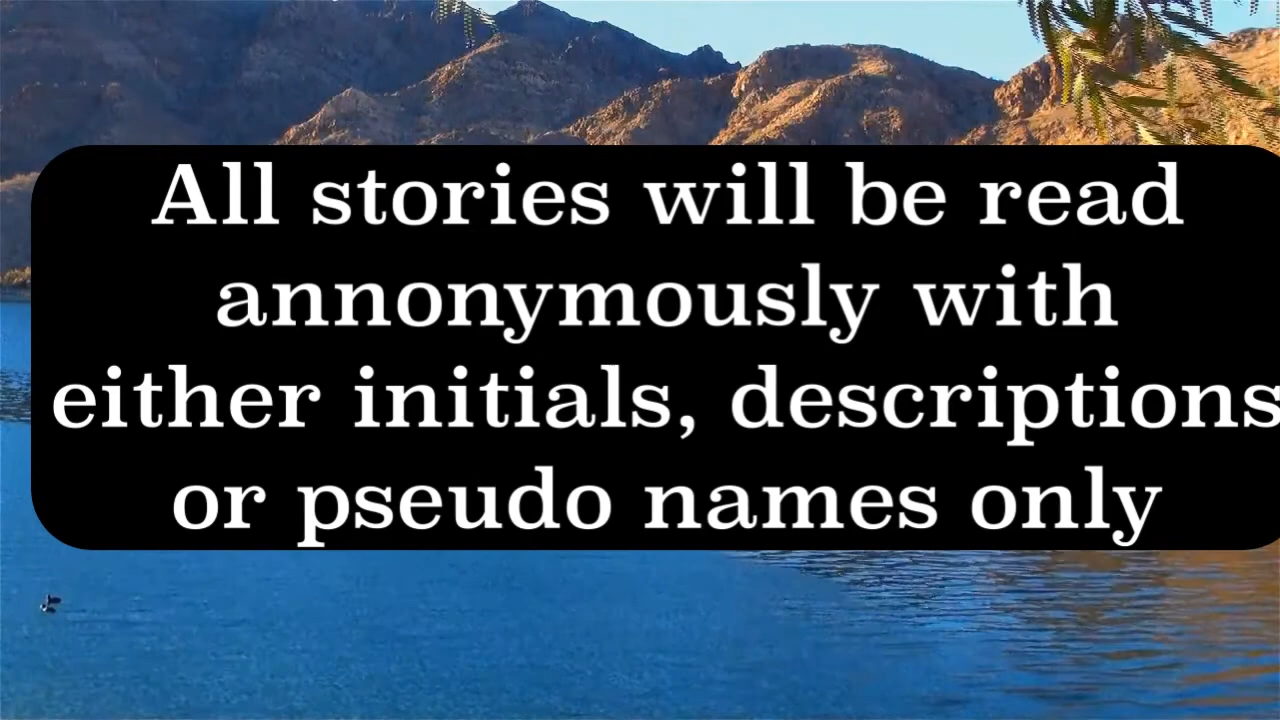 All stories will be read
annonymously with
either initials, descriptions
or pseudo names only